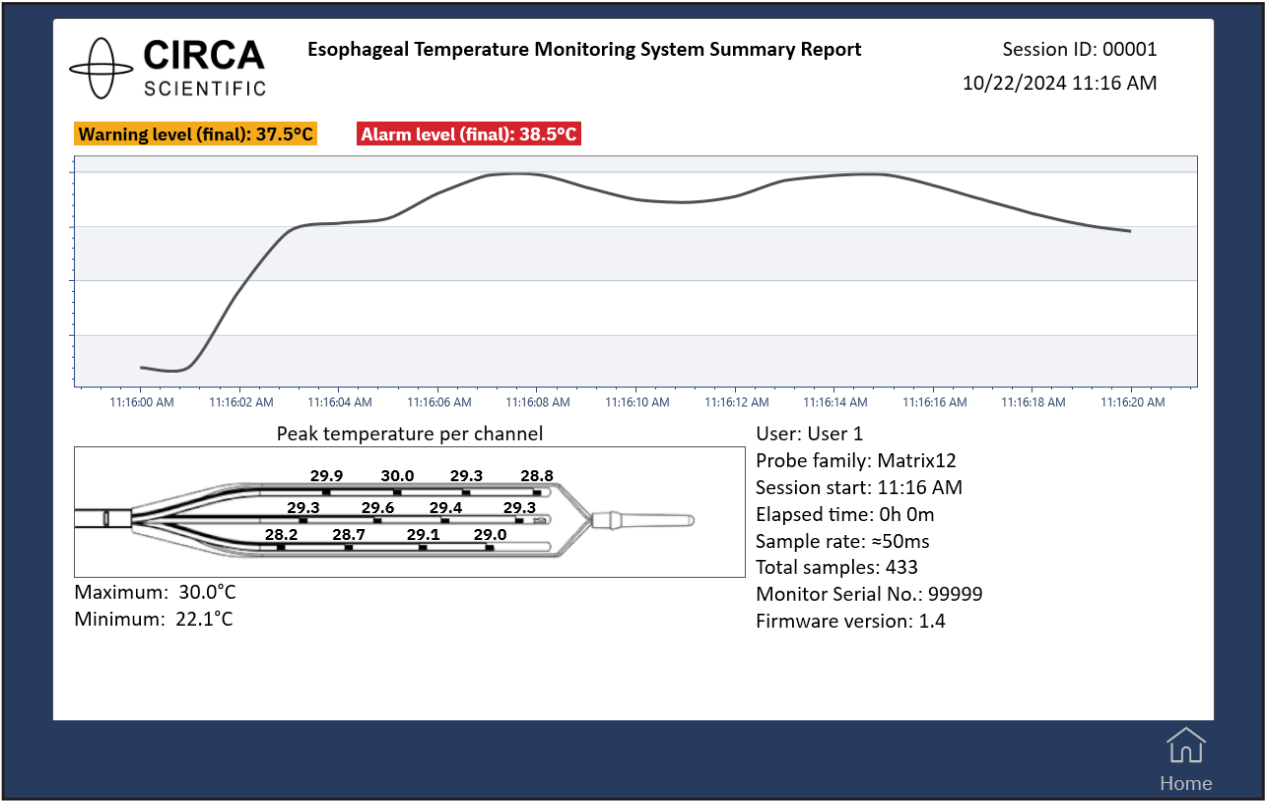 CIRCA
SCIENTIFIC
Esophageal Temperature Monitoring System Summary Report
Session ID: 00001
10/22/2024 11:16 AM
Warning level (final): 37.5°C
Alarm level (final): 38.5°C
11:16:00 AM 11:16:02 AM 11:16:04 AM 11:16:06 AM 11:16:08 AM 11:16:10 AM 11:16:12 AM 11:16:14 AM 11:16:16 AM 11:16:18 AM 11:16:20 AM
Peak temperature per channel
29.9 30.0 29.3 28.8
29.3 29.6 29.4 29.3
28.2 28.7 29.1 29.0
Maximum: 30.0°C
Minimum: 22.1°C
User: User 1
Probe family: Matrix12
Session start: 11:16 AM
Elapsed time: 0h 0m
Sample rate: ≈50ms
Total samples: 433
Monitor Serial No.: 99999
Firmware version: 1.4
Home